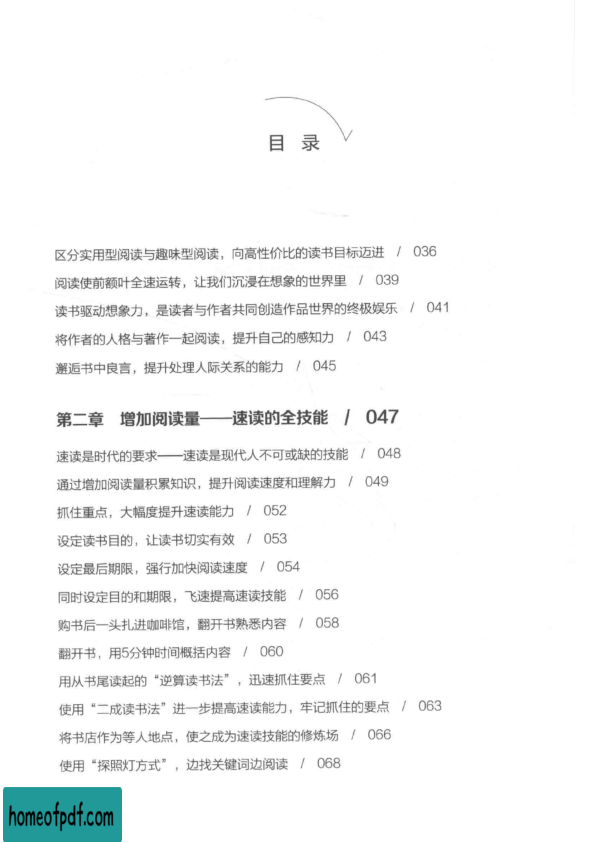 目 录
区分实用型阅读与趣味型阅读，向高性价比的读书目标迈进 / 036
阅读使前额叶全速运转，让我们沉浸在想象的世界里 / 039
读书驱动想象力，是读者与作者共同创造作品世界的终极娱乐 / 041
将作者的人格与著作一起阅读，提升自己的感知力 / 043
邂逅书中良言，提升处理人际关系的能力 / 045
第二章 增加阅读量——速读的全技能 / 047
速读是时代的要求——速读是现代人不可或缺的技能 / 048
通过增加阅读量积累知识，提升阅读速度和理解力 / 049
抓住重点，大幅度提升速读能力 / 052
设定读书目的，让读书切实有效 / 053
设定最后期限，强行加快阅读速度 / 054
同时设定目的和期限，飞速提高速读技能 / 056
购书后一头扎进咖啡馆，翻开书熟悉内容 / 058
翻开书，用5分钟时间概括内容 / 060
用从书尾读起的“逆算读书法”，迅速抓住要点 / 061
使用“二成读书法”进一步提高速读能力，牢记抓住的要点 / 063
将书店作为等人地点，使之成为速读技能的修炼场 / 066
使用“探照灯方式”，边找关键词边阅读 / 068
homeofpdf.com